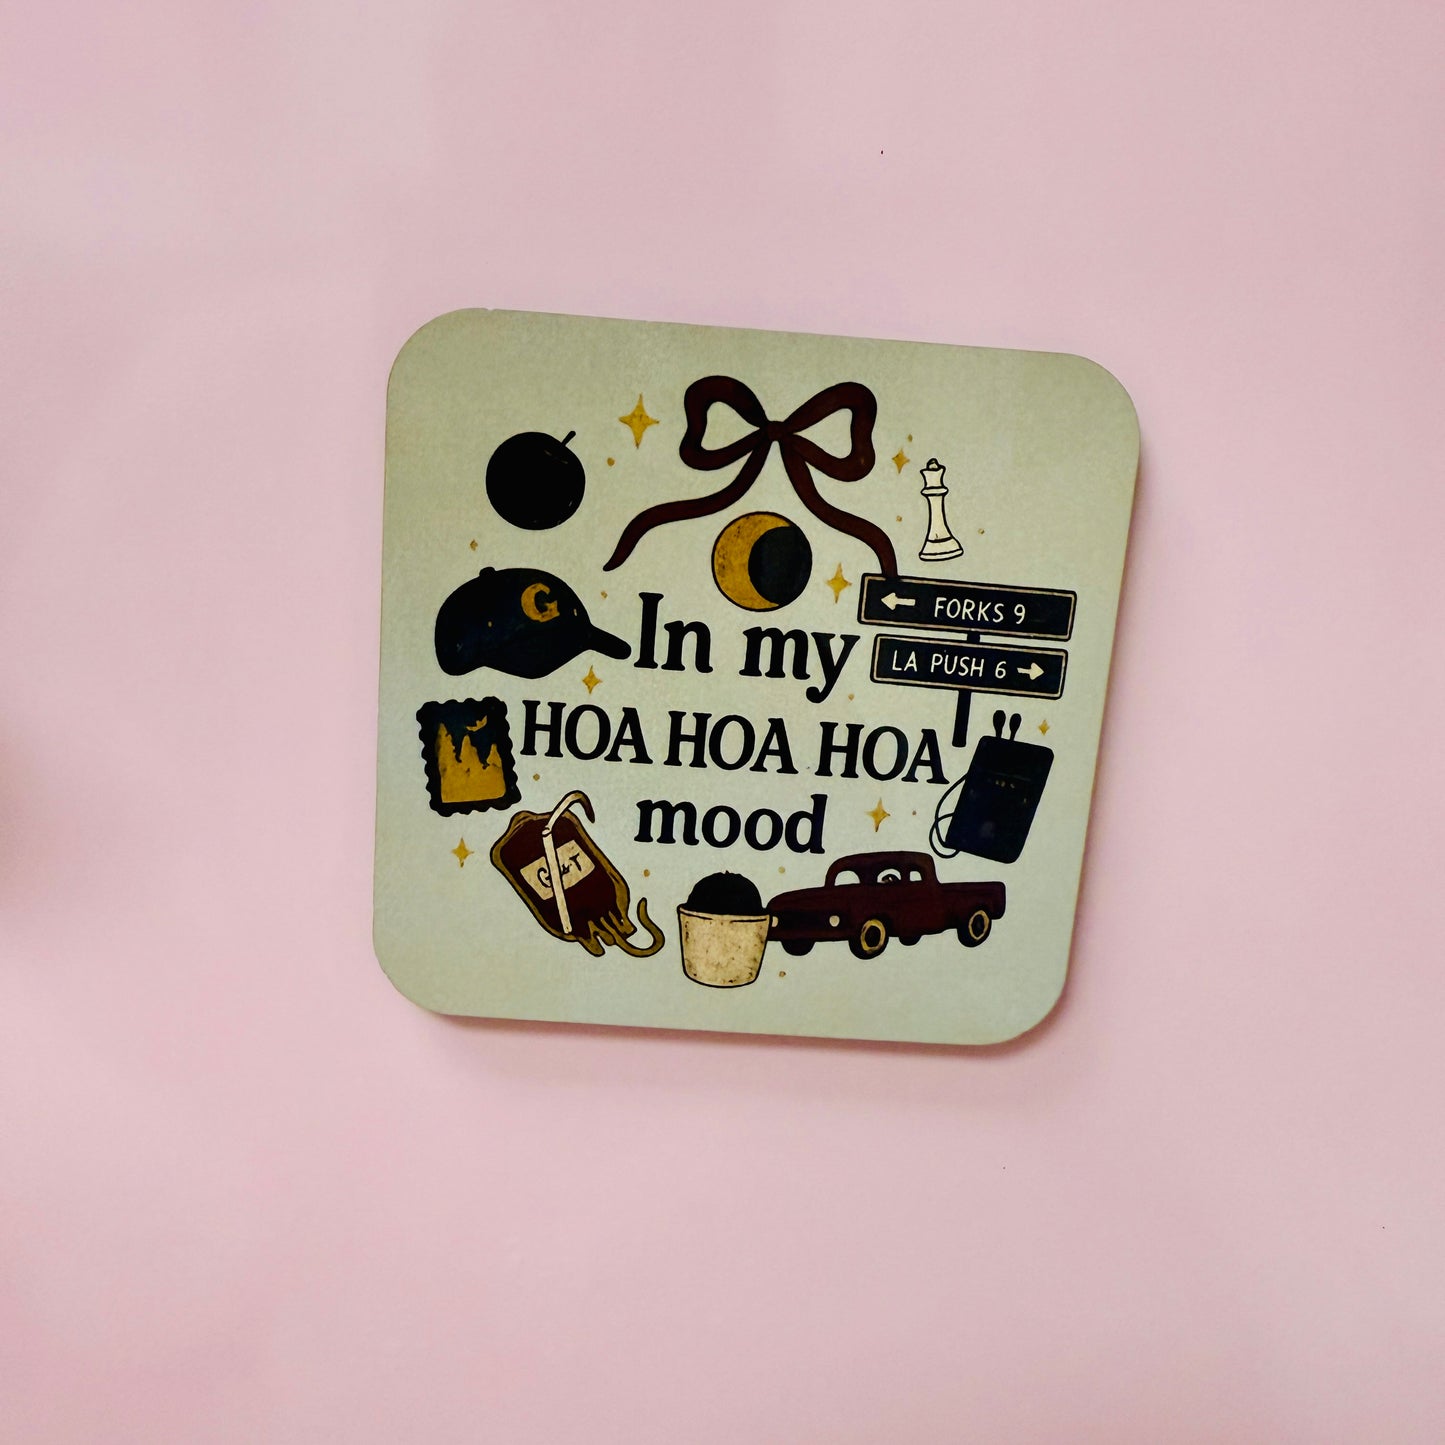 G
FORKS 9
LA PUSH 6
In my
HOA HOA HOA
mood